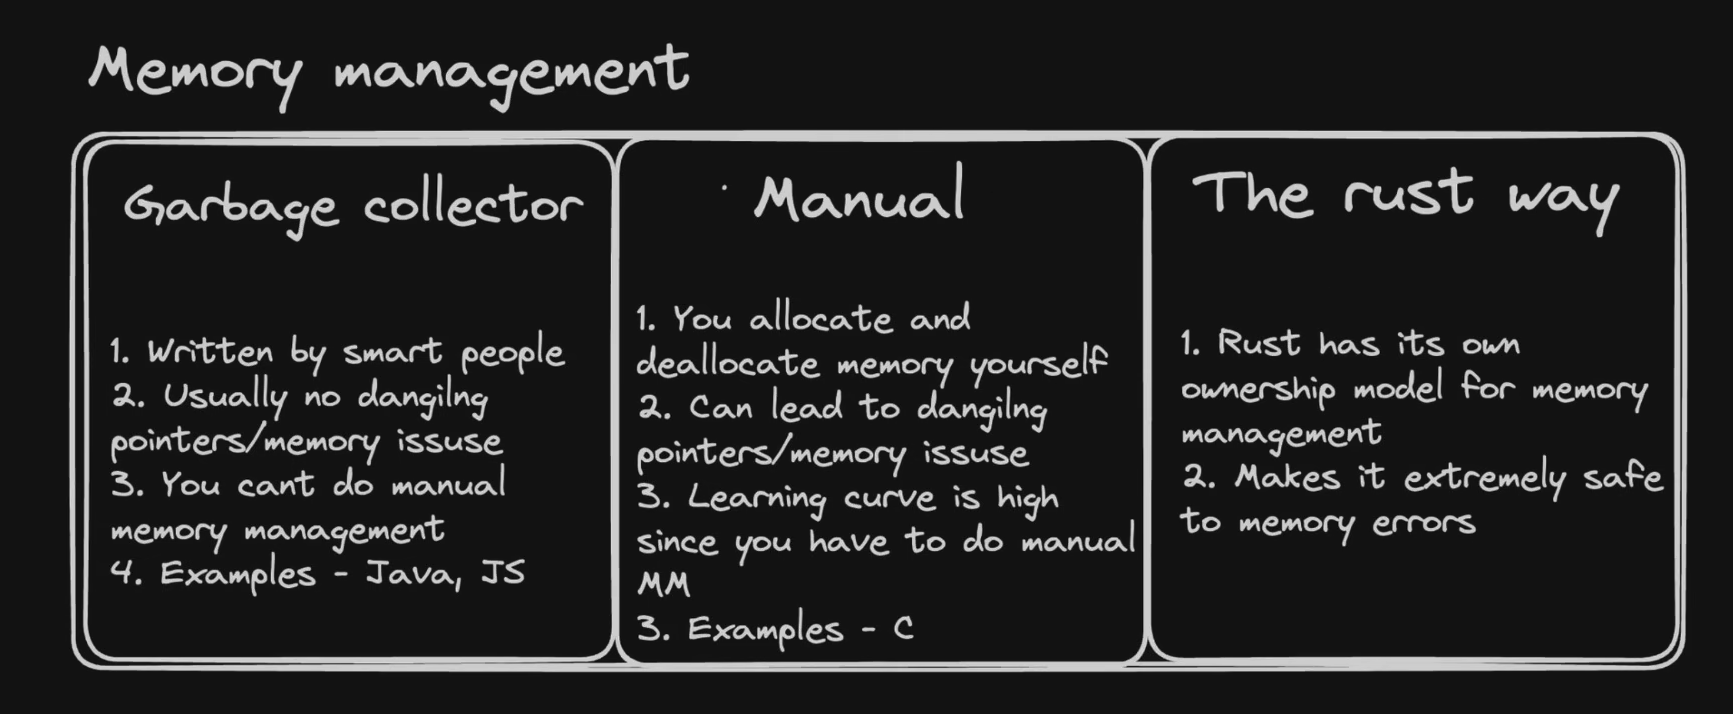 Memory management
Garbage collector
1. Written by smart people
2. Usually no dangilng
pointers/memory issuse
3. You cant do manual
memory management
4. Examples - Java, JS
Manual
1. You allocate and
deallocate memory yourself
2. Can lead to dangilng
pointers/memory issuse
3. Learning curve is high
since you have to do manual
MM
3. Examples - C
The rust way
1. Rust has its own
ownership model for memory
management
2. Makes it extremely safe
to memory errors